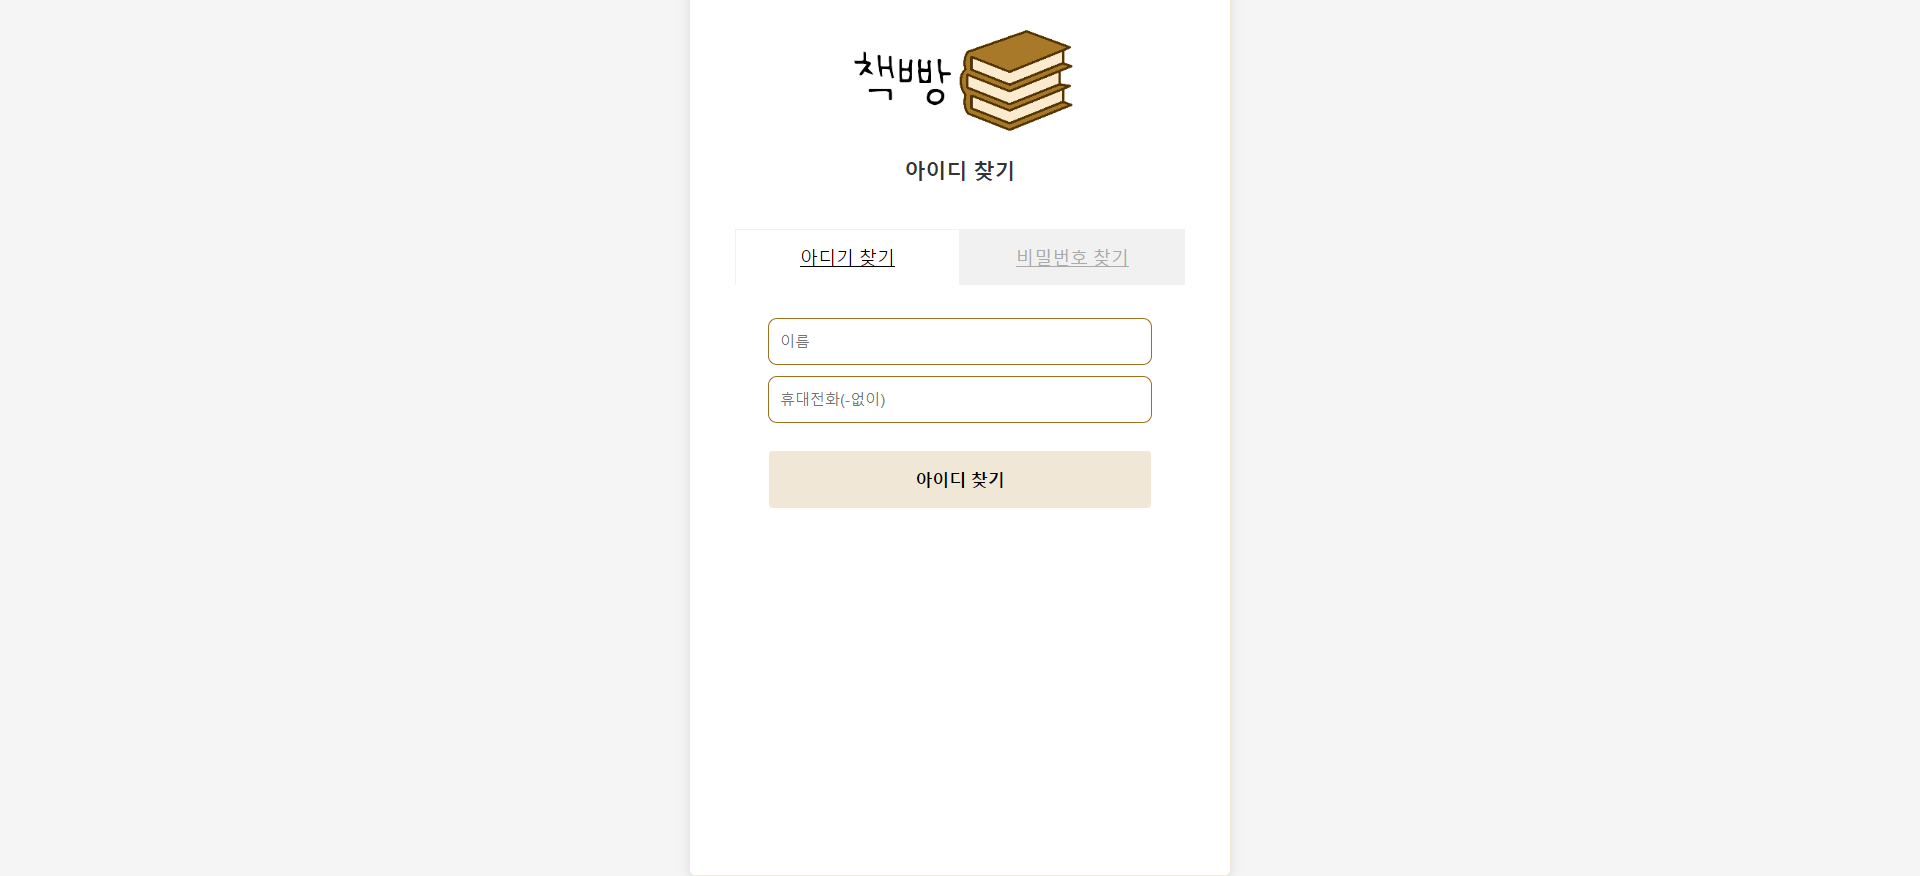 책빵
아이디 찾기
아디기 찾기 비밀번호 찾기
이름
휴대전화(-없이)
아이디 찾기